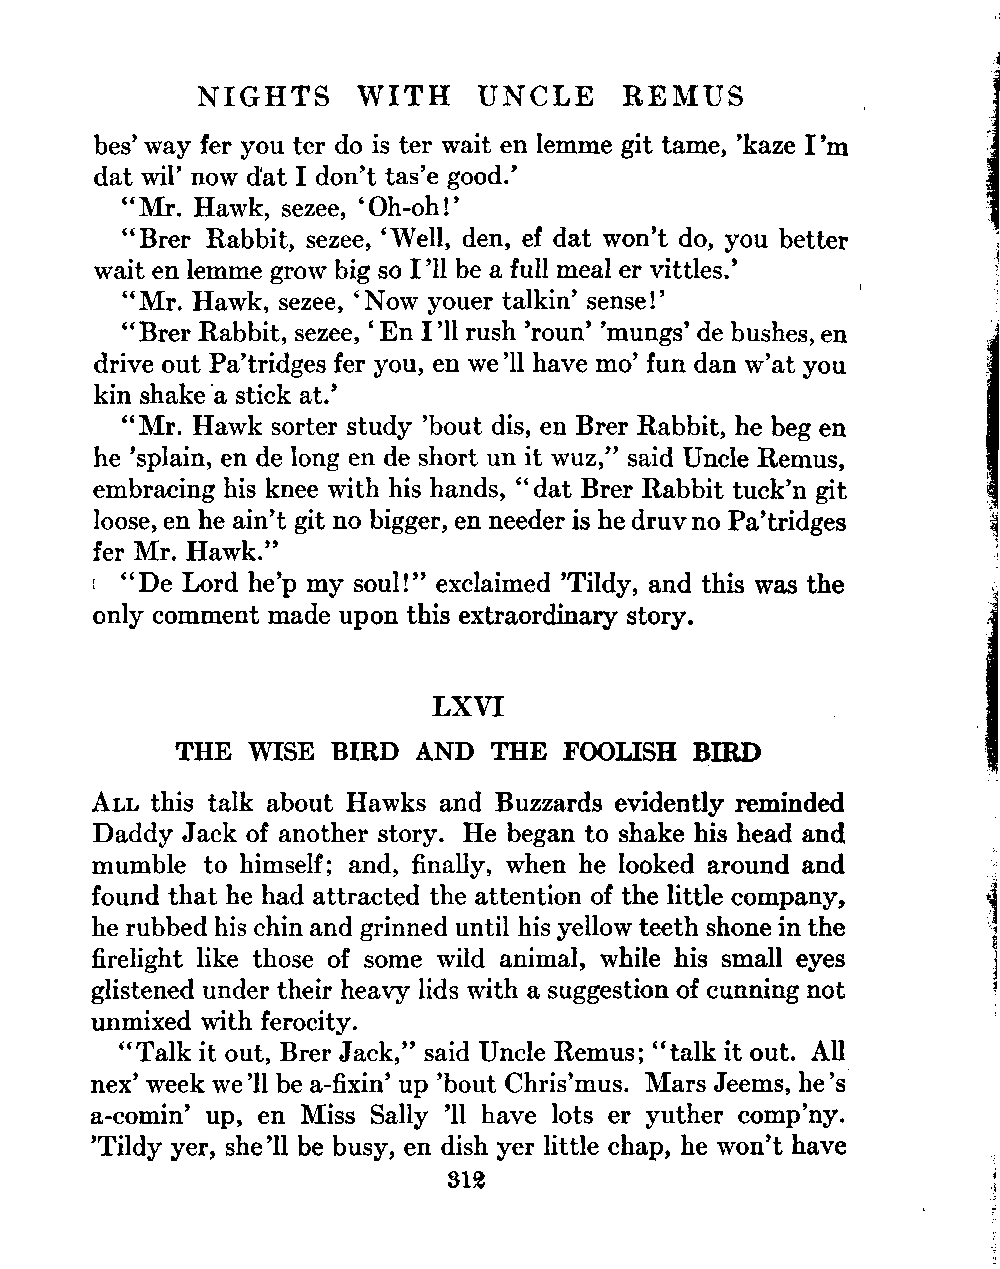 NIGHTS WITH UNCLE REMUS
bes' way fer you ter do is ter wait en lemme git tame, 'kaze I'm
dat wil' now dat I don't tas'e good.'
“Mr. Hawk, sezee, ‘Oh-oh!’
“Brer Rabbit, sezee, ‘Well, den, ef dat won't do, you better
wait en lemme grow big so I'll be a full meal er vittles.’
“Mr. Hawk, sezee, ‘Now youer talkin' sense!’
“Brer Rabbit, sezee, ‘En I'll rush 'roun' 'mungs' de bushes, en
drive out Pa'tridges fer you, en we'll have mo' fun dan w'at you
kin shake a stick at.’
“Mr. Hawk sorter study 'bout dis, en Brer Rabbit, he beg en
he 'splain, en de long en de short un it wuz,” said Uncle Remus,
embracing his knee with his hands, “dat Brer Rabbit tuck'n git
loose, en he ain't git no bigger, en needer is he druv no Pa'tridges
fer Mr. Hawk.”
“De Lord he'p my soul!” exclaimed 'Tildy, and this was the
only comment made upon this extraordinary story.
LXVI
THE WISE BIRD AND THE FOOLISH BIRD
ALL this talk about Hawks and Buzzards evidently reminded
Daddy Jack of another story. He began to shake his head and
mumble to himself; and, finally, when he looked around and
found that he had attracted the attention of the little company,
he rubbed his chin and grinned until his yellow teeth shone in the
firelight like those of some wild animal, while his small eyes
glistened under their heavy lids with a suggestion of cunning not
unmixed with ferocity.
“Talk it out, Brer Jack,” said Uncle Remus; “talk it out. All
nex' week we'll be a-fixin' up 'bout Chris'mus. Mars Jeems, he's
a-comin' up, en Miss Sally 'll have lots er yuther comp'ny.
'Tildy yer, she'll be busy, en dish yer little chap, he won't have
312